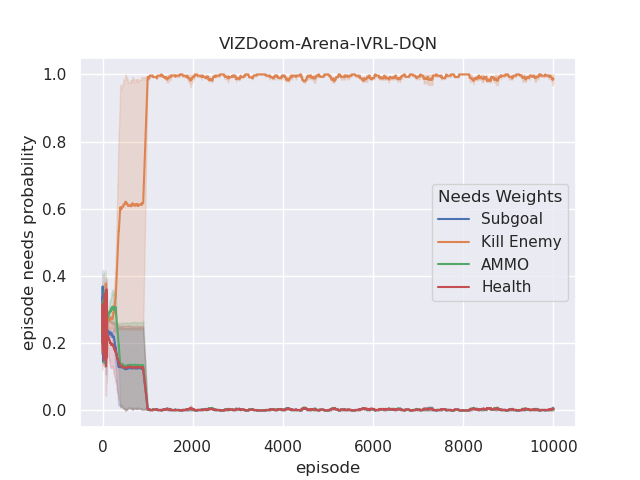 VIZDoom-Arena-IVRL-DQN
episode needs probability
1.0
0.8
0.6
0.4
0.2
0.0
Needs Weights
Subgoal
Kill Enemy
AMMO
Health
0 2000 4000 6000 8000 10000
episode